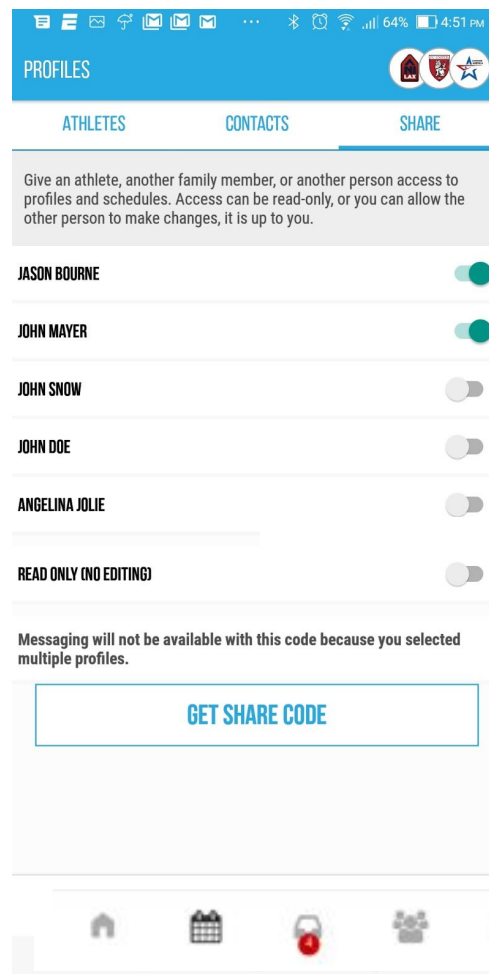 64% 4:51 PM
PROFILES
LAX
ATHLETES CONTACTS SHARE
Give an athlete, another family member, or another person access to
profiles and schedules. Access can be read-only, or you can allow the
other person to make changes, it is up to you.
JASON BOURNE
JOHN MAYER
JOHN SNOW
JOHN DOE
ANGELINA JOLIE
READ ONLY (NO EDITING)
Messaging will not be available with this code because you selected
multiple profiles.
GET SHARE CODE
4